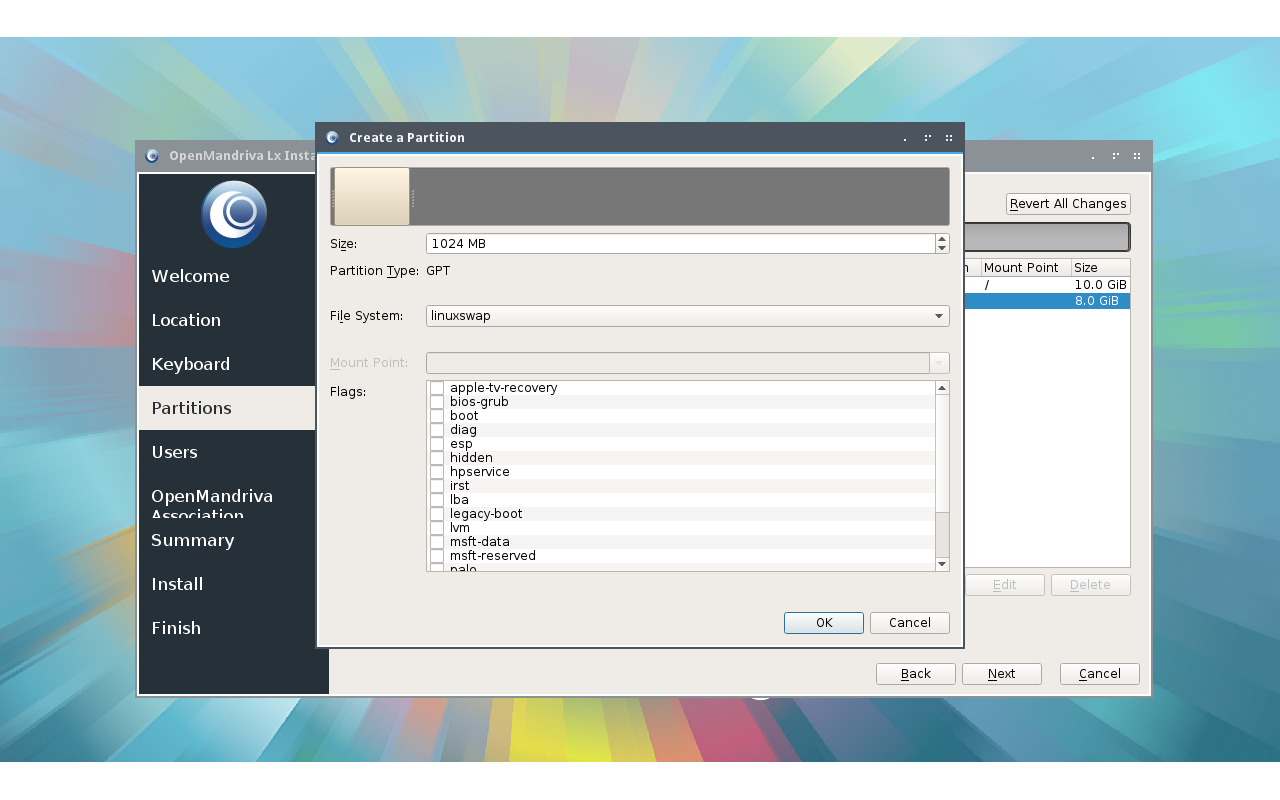 Create a Partition
OpenMandriva Lx Insta
Revert All Changes
Size:
1024 MB
Partition Type:
GPT
Mount Point
Size
/
10.0 GiB
8.0 GiB
File System:
linuxswap
Mount Point:
Flags:
apple-tv-recovery
bios-grub
boot
diag
esp
hidden
hpservice
irst
lba
legacy-boot
lvm
msft-data
msft-reserved
palo
Welcome
Location
Keyboard
Partitions
Users
OpenMandriva
Association
Summary
Install
Finish
Edit
Delete
OK
Cancel
Back
Next
Cancel